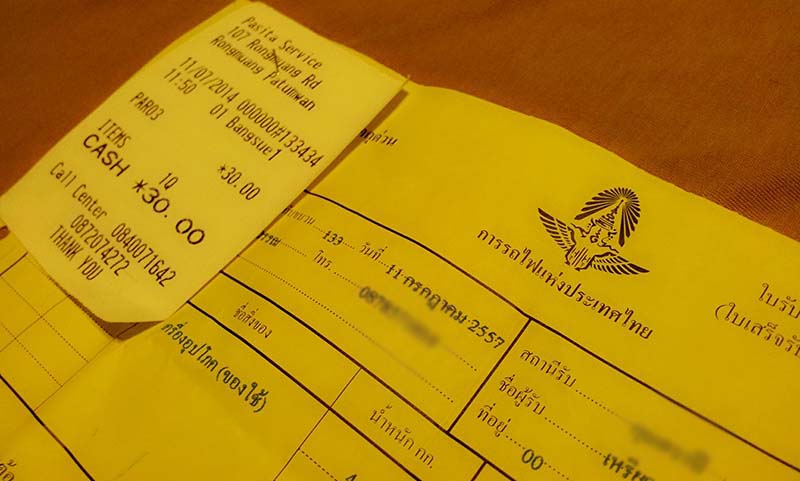 Pasita Service
107 Rongmuang Rd
Rongmuang Patumwan
11/07/2014 000000#133434
11:50 01 Bangsue1
PAR03 *30.00
ITEMS 1Q
CASH *30.00
Call Center 0840071642
0872074272
THANK YOU
การรถไฟแห่งประเทศไทย
ใบรับ
(ใบเสร็จรั
133 วันที่ 11 กรกฎาคม 2557
โทร
ชื่อสิ่งของ
เครื่องอุปโภค (ของใช้)
น้ำหนัก กก.
สถานีรับ
ชื่อผู้รับ
ที่อยู่ 00